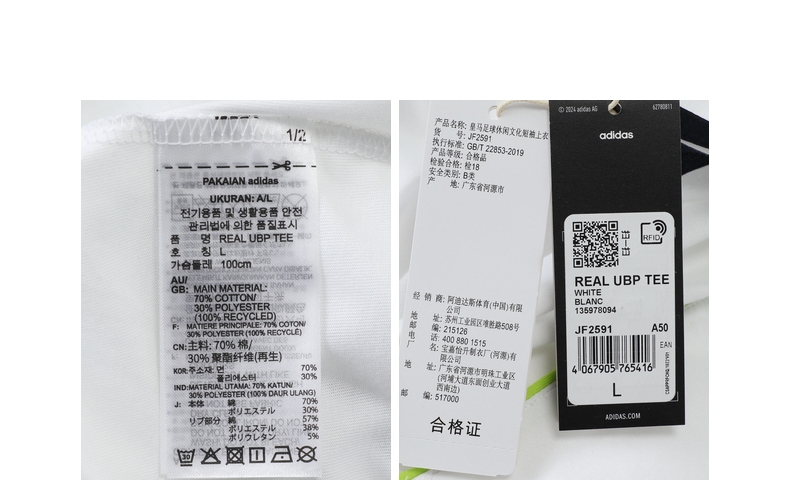 1/2
PAKAIAN adidas
UKURAN: A/L
전기용품 및 생활용품 안전
관리법에 의한 품질표시
품 명 REAL UBP TEE
호 칭 L
가슴둘레 100cm
AU/
GB: MAIN MATERIAL:
70% COTTON/
30% POLYESTER
(100% RECYCLED)
F: MATIERE PRINCIPALE: 70% COTON/
30% POLYESTER (100% RECYCLÉ)
CN: 主料: 70% 棉/
30% 聚酯纤维(再生)
KOR: 주소재: 면 70%
폴리에스터 30%
IND: MATERIAL UTAMA: 70% KATUN/
30% POLYESTER (100% DAUR ULANG)
J: 本体 綿 70%
ポリエステル 30%
リブ部分 綿 57%
ポリエステル 38%
ポリウレタン 5%
产品名称: 皇马足球休闲文化短袖上衣
货 号: JF2591
执行标准: GB/T 22853-2019
产品等级: 合格品
检验合格: 检18
安全类别: B类
产 地: 广东省河源市
经 销 商: 阿迪达斯体育(中国)有限
公司
地 址: 苏州工业园区唯胜路508号
邮 编: 215126
电 话: 400 880 1515
厂 名: 宝嘉怡升制衣厂(河源)有
限公司
地 址: 广东省河源市明珠工业区
(河埔大道东面创业大道
西南边)
邮 编: 517000
合格证
© 2024 adidas AG
62780811
adidas
RFID
REAL UBP TEE
WHITE
BLANC
135978094
JF2591 A50
EAN
4 067905 765416
L
ADIDAS.COM